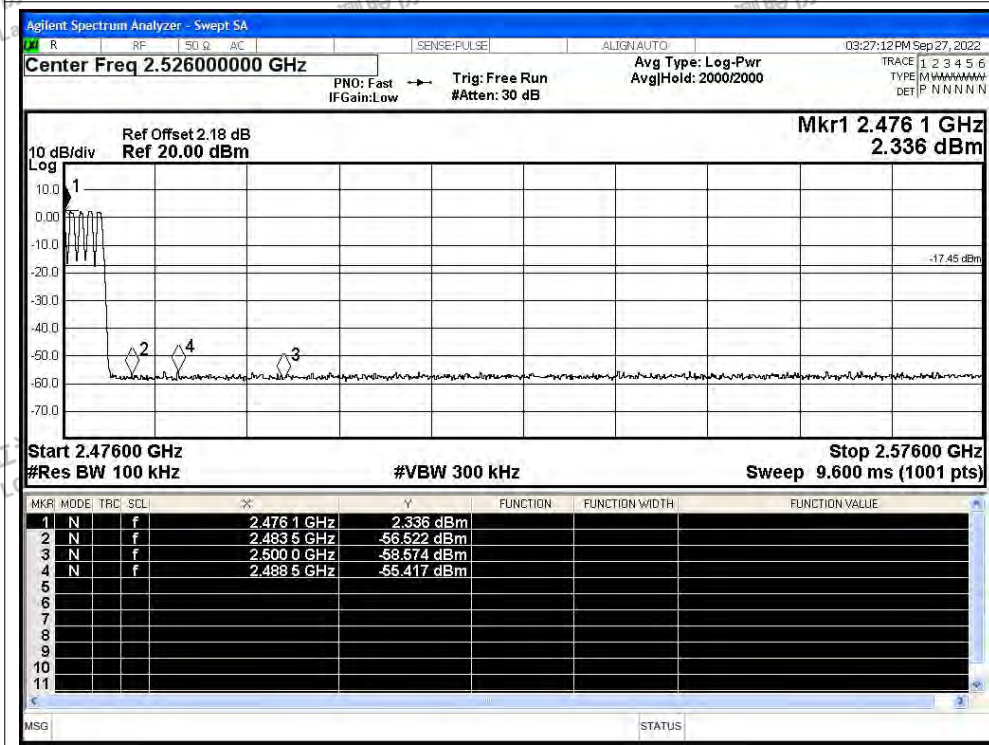 Agilent Spectrum Analyzer - Swept SA
R RF 50 Ω AC SENSE:PULSE ALIGN AUTO 03:27:12 PM Sep 27, 2022
Center Freq 2.526000000 GHz
PNO: Fast
IFGain:Low
Trig: Free Run
#Atten: 30 dB
Avg Type: Log-Pwr
Avg|Hold: 2000/2000
TRACE 1 2 3 4 5 6
TYPE M
DET P N N N N N
Ref Offset 2.18 dB
10 dB/div Ref 20.00 dBm
Log
Mkr1 2.476 1 GHz
2.336 dBm
10.0
0.00
-10.0
-20.0
-30.0
-40.0
-50.0
-60.0
-70.0
1
2
4
3
-17.45 dBm
Start 2.47600 GHz Stop 2.57600 GHz
#Res BW 100 kHz #VBW 300 kHz Sweep 9.600 ms (1001 pts)
MKR MODE TRC SCL X Y FUNCTION FUNCTION WIDTH FUNCTION VALUE
1 N f 2.476 1 GHz 2.336 dBm
2 N f 2.483 5 GHz -56.522 dBm
3 N f 2.500 0 GHz -58.574 dBm
4 N f 2.488 5 GHz -55.417 dBm
5
6
7
8
9
10
11
MSG STATUS